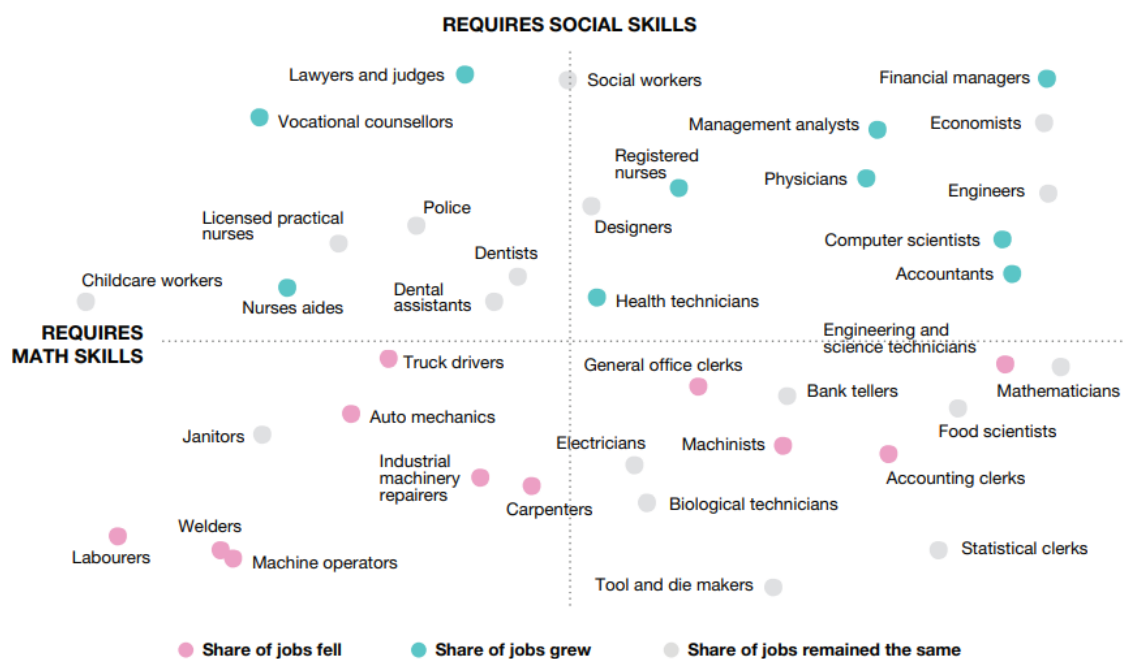 REQUIRES SOCIAL SKILLS
Lawyers and judges
Social workers
Financial managers
Vocational counsellors
Management analysts
Economists
Registered
nurses
Physicians
Engineers
Licensed practical
nurses
Police
Designers
Computer scientists
Dentists
Accountants
Childcare workers
Nurses aides
Dental
assistants
Health technicians
REQUIRES
MATH SKILLS
Engineering and
science technicians
Truck drivers
General office clerks
Bank tellers
Mathematicians
Auto mechanics
Food scientists
Janitors
Electricians
Machinists
Industrial
machinery
repairers
Accounting clerks
Carpenters
Biological technicians
Welders
Labourers
Machine operators
Statistical clerks
Tool and die makers
Share of jobs fell
Share of jobs grew
Share of jobs remained the same